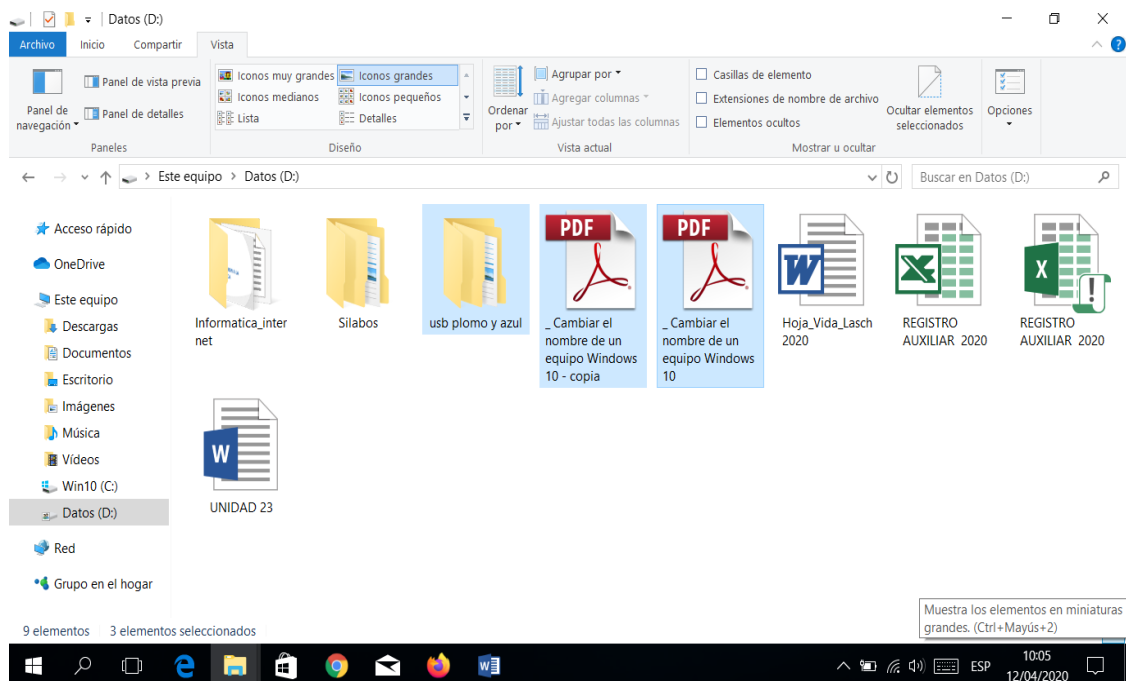 Datos (D:)
Archivo Inicio Compartir Vista
Panel de navegación
Panel de vista previa
Panel de detalles
Paneles
Iconos muy grandes Iconos grandes
Iconos medianos Iconos pequeños
Lista Detalles
Diseño
Ordenar por
Agrupar por
Agregar columnas
Ajustar todas las columnas
Vista actual
Casillas de elemento
Extensiones de nombre de archivo
Elementos ocultos
Ocultar elementos seleccionados
Mostrar u ocultar
Opciones
Este equipo > Datos (D:)
Buscar en Datos (D:)
Acceso rápido
OneDrive
Este equipo
Descargas
Documentos
Escritorio
Imágenes
Música
Vídeos
Win10 (C:)
Datos (D:)
Red
Grupo en el hogar
Informatica_inter
net
Silabos
usb plomo y azul
PDF
_ Cambiar el
nombre de un
equipo Windows
10 - copia
PDF
_ Cambiar el
nombre de un
equipo Windows
10
W
Hoja_Vida_Lasch
2020
X
REGISTRO
AUXILIAR 2020
X
REGISTRO
AUXILIAR 2020
W
UNIDAD 23
Muestra los elementos en miniaturas
grandes. (Ctrl+Mayús+2)
9 elementos 3 elementos seleccionados
ESP
10:05
12/04/2020